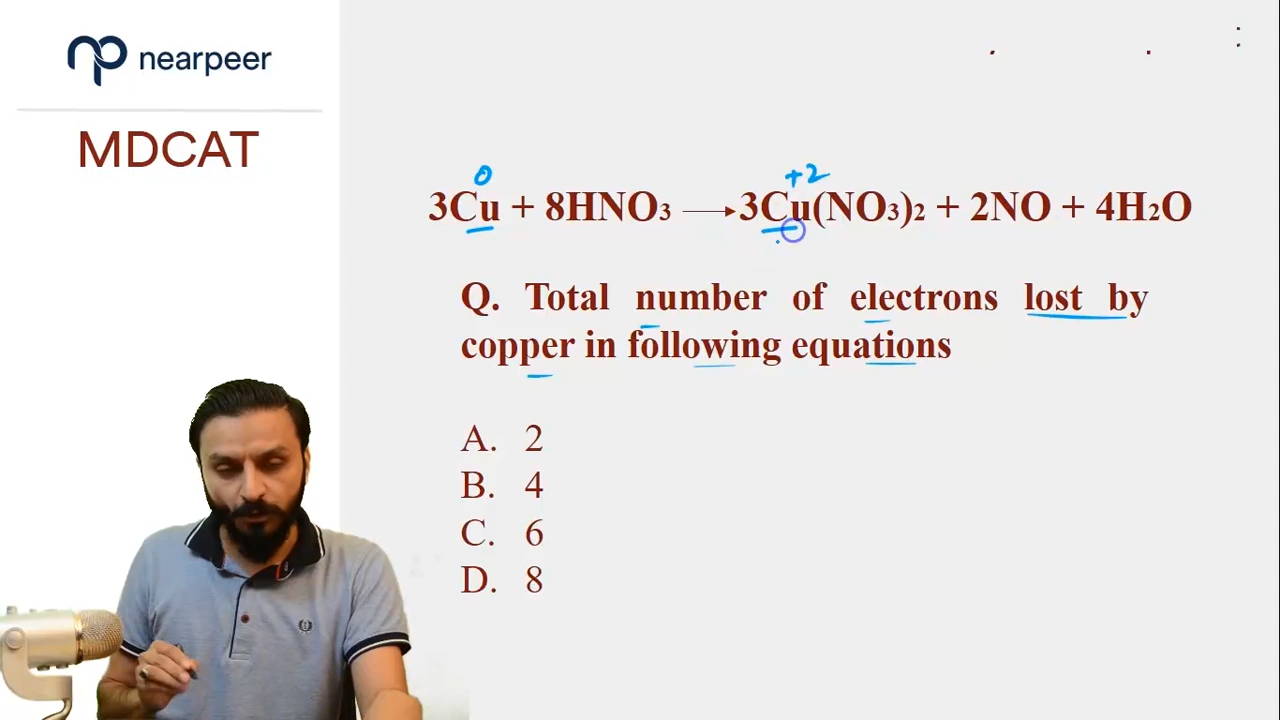 nearpeer
MDCAT
0 +2
3Cu + 8HNO3 → 3Cu(NO3)2 + 2NO + 4H2O
Q. Total number of electrons lost by
copper in following equations
A. 2
B. 4
C. 6
D. 8